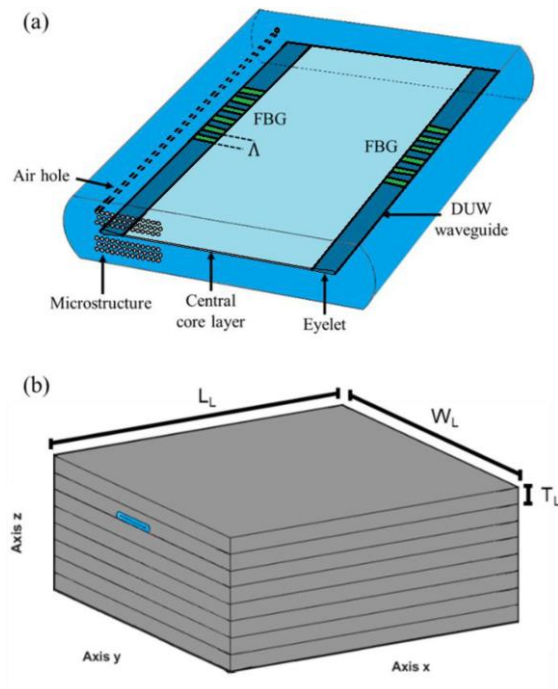 (a)
FBG
Λ
FBG
Air hole
DUW
waveguide
Microstructure
Central
core layer
Eyelet
(b)
L_L
W_L
T_L
Axis z
Axis y
Axis x